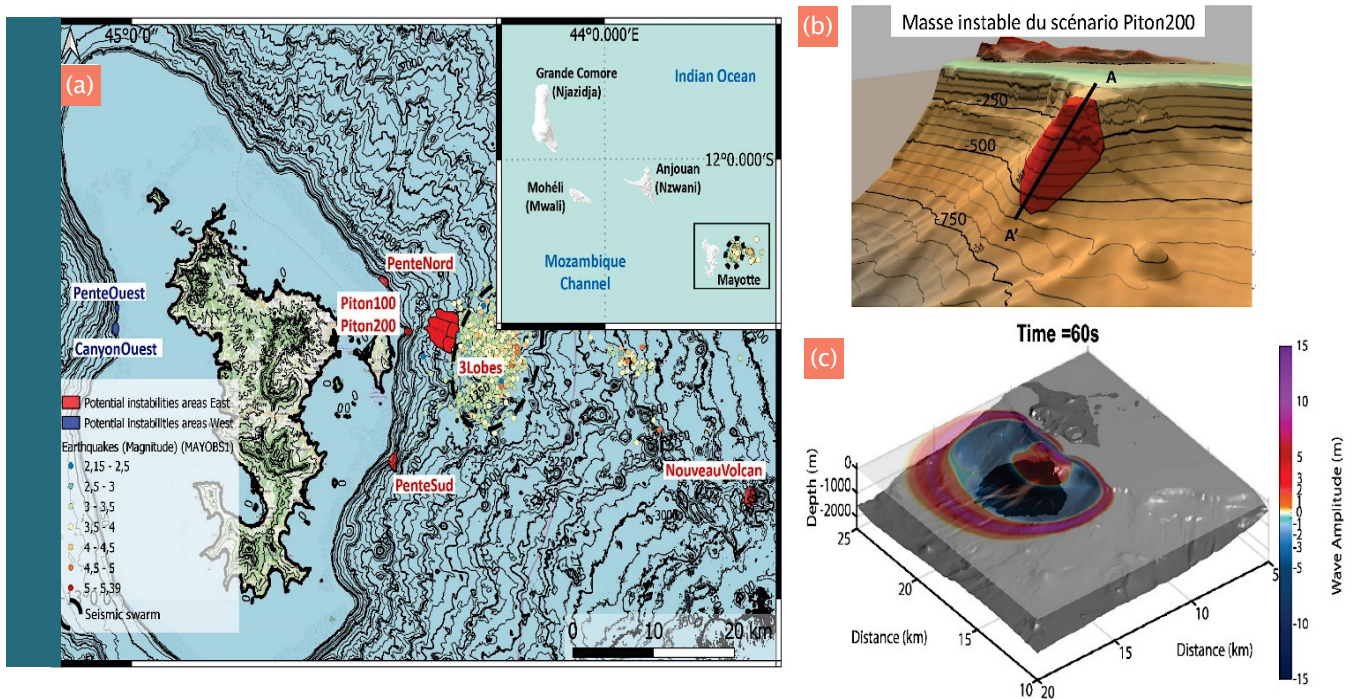 (a)
45°0'0"
44°0.000'E
Grande Comore
(Njazidja)
Indian Ocean
12°0.000'S
Mohéli
(Mwali)
Anjouan
(Nzwani)
Mozambique
Channel
Mayotte
PenteNord
PenteOuest
Piton100
Piton200
CanyonOuest
3Lobes
PenteSud
NouveauVolcan
Potential instabilities areas East
Potential Instabilities areas West
Earthquakes (Magnitude) (MAYOBS1)
2,15 - 2,5
2,5 - 3
3 - 3,5
3,5 - 4
4 - 4,5
4,5 - 5
5 - 5,39
Seismic swarm
0 10 20 km
(b)
Masse instable du scénario Piton200
A
-250
-500
-750
A'
(c)
Time =60s
Depth (m)
0
-1000
-2000
25
20
15
10
Distance (km)
20
15
10
5
Distance (km)
15
10
5
3
2
1
0
-1
-2
-3
-5
-10
-15
Wave Amplitude (m)